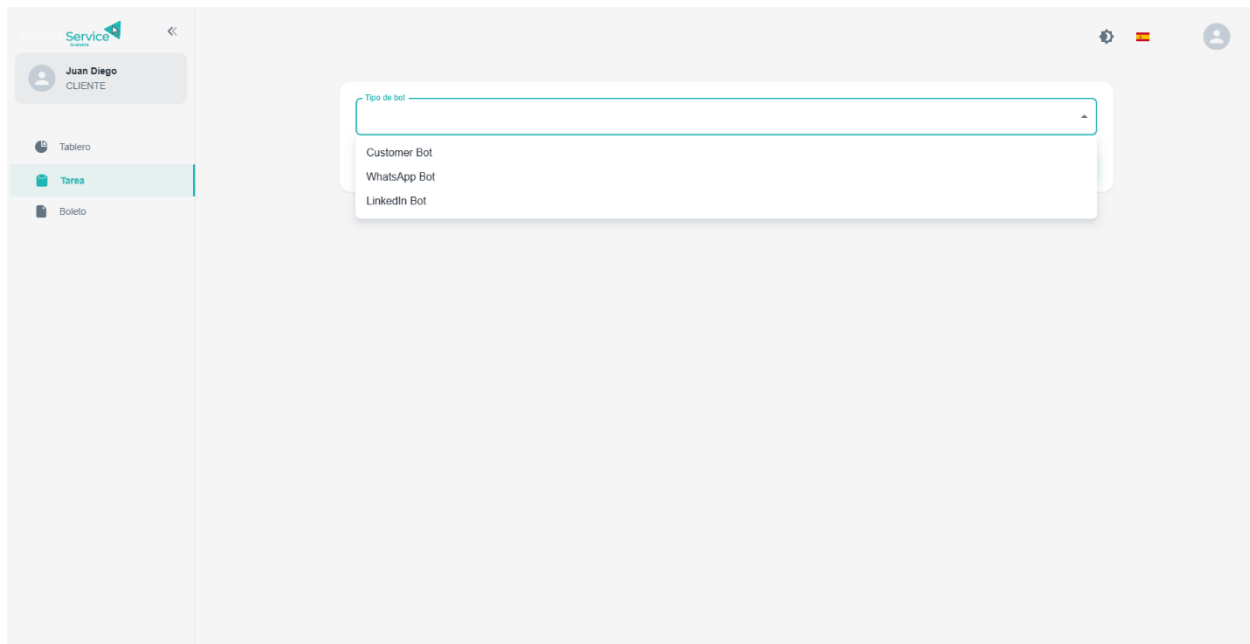 Service
Juan Diego
CLIENTE
Tablero
Tarea
Boleto
Tipo de bot
Customer Bot
WhatsApp Bot
LinkedIn Bot